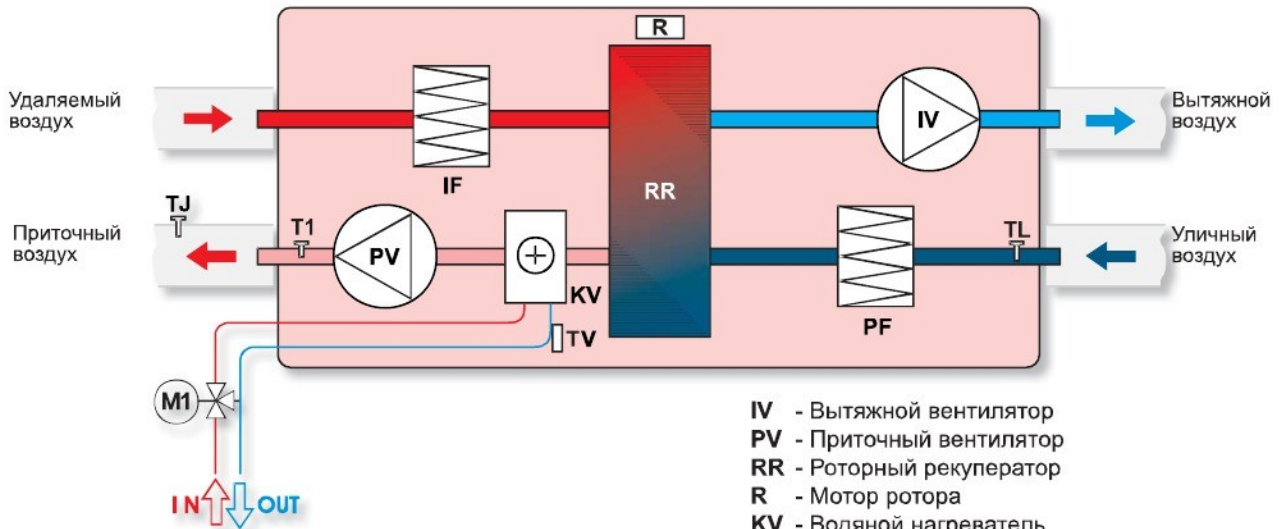 R
Удаляемый
воздух
IF
RR
IV
Вытяжной
воздух
TJ
Приточный
воздух
T1
PV
KV
TV
PF
TL
Уличный
воздух
M1
IN
OUT
IV - Вытяжной вентилятор
PV - Приточный вентилятор
RR - Роторный рекуператор
R - Мотор ротора
KV - Водяной нагреватель